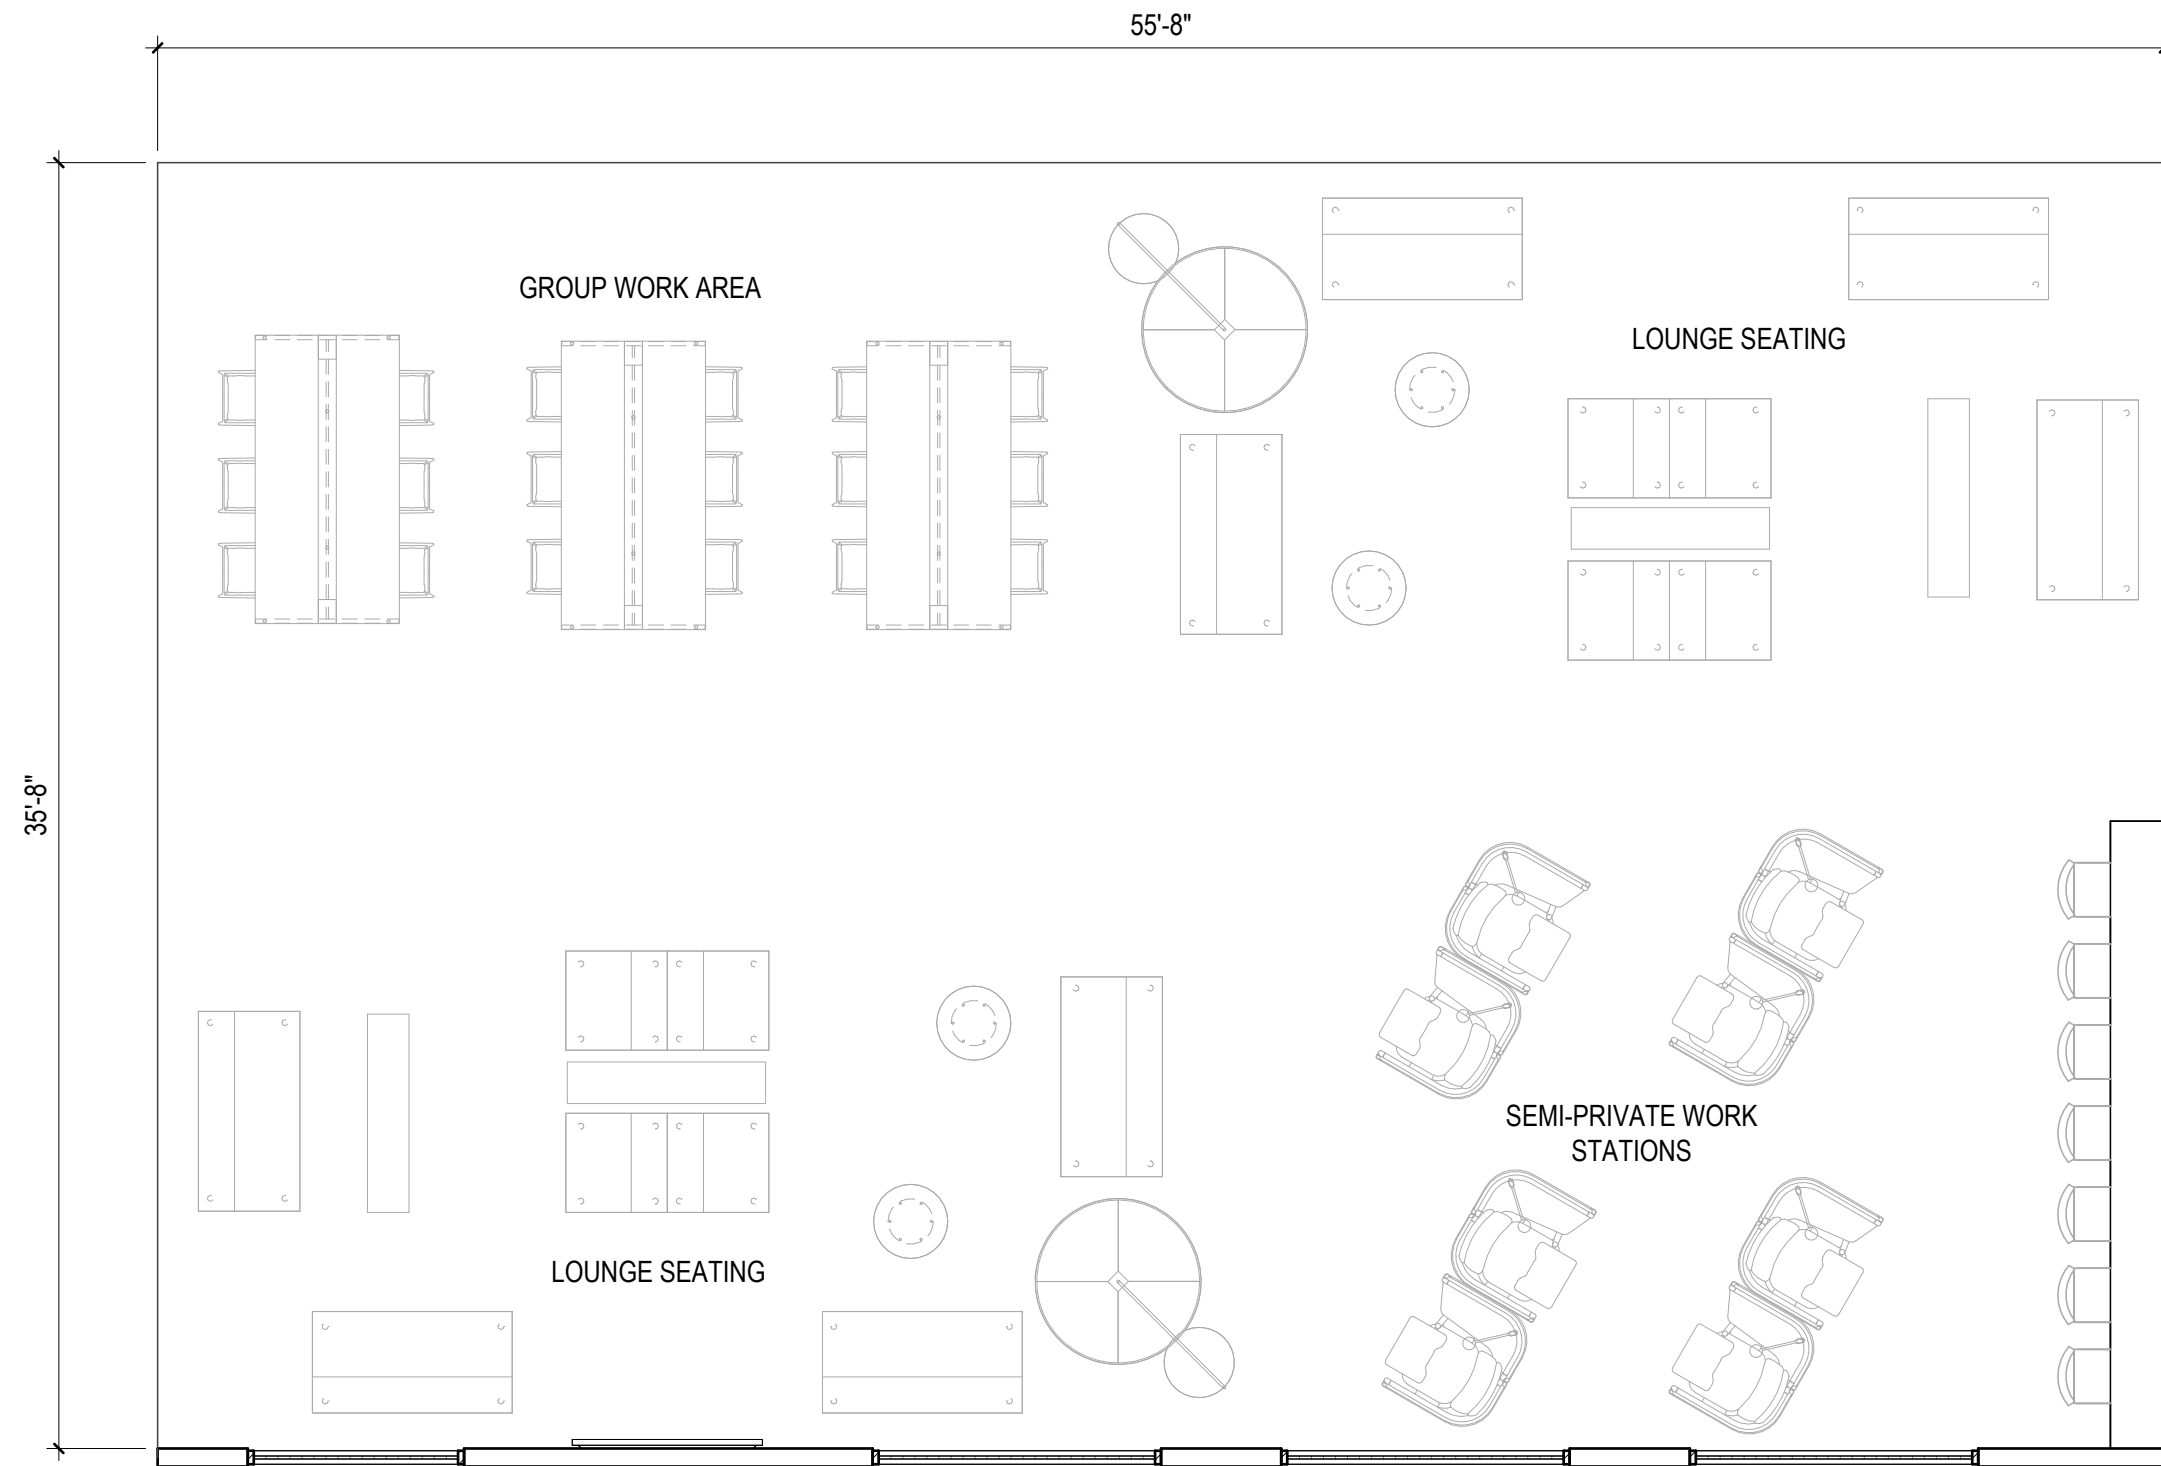 55'-8"
GROUP WORK AREA
LOUNGE SEATING
35'-8"
SEMI-PRIVATE WORK
STATIONS
LOUNGE SEATING